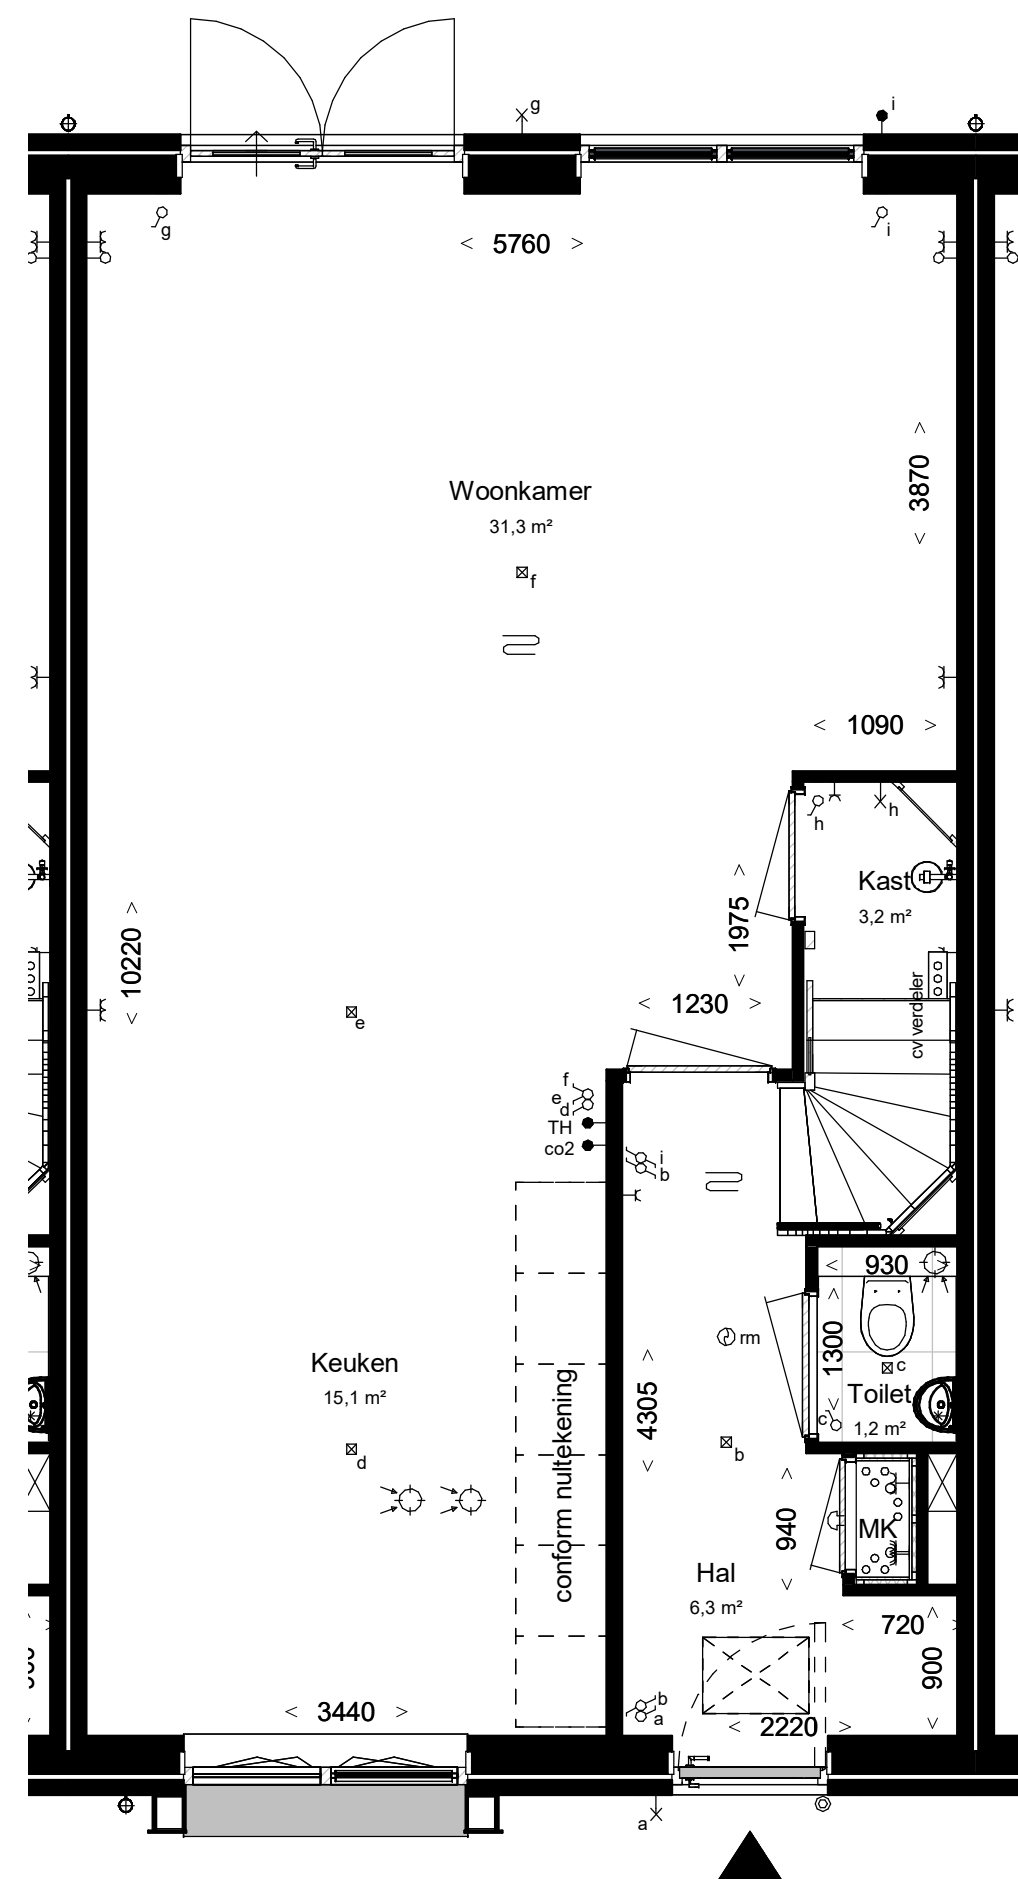 g
i
g
i
< 5760 >
< 3870 >
Woonkamer
31,3 m²
f
< 1090 >
h
h
Kast
3,2 m²
< 1975 >
< 10220 >
< 1230 >
cv verdeler
e
f
e
d
TH
co2
i
b
< 930 >
rm
< 1300 >
c
Toilet
1,2 m²
c
Keuken
15,1 m²
conform nultekening
< 4305 >
d
b
< 940 >
MK
Hal
6,3 m²
< 720 >
< 900 >
b
a
< 3440 >
< 2220 >
a